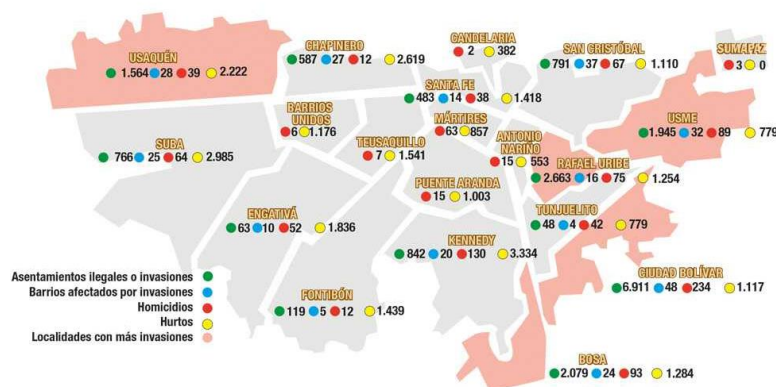 CANDELARIA
2 382
USAQUÉN
1.564 28 39 2.222
CHAPINERO
587 27 12 2.619
SAN CRISTÓBAL
791 37 67 1.110
SUMAPAZ
3 0
SANTA FE
483 14 38 1.418
BARRIOS
UNIDOS
6 1.176
MÁRTIRES
63 857
USME
1.945 32 89 779
SUBA
766 25 64 2.985
TEUSAQUILLO
7 1.541
ANTONIO
NARIÑO
15 553
RAFAEL URIBE
2.663 16 75 1.254
PUENTE ARANDA
15 1.003
ENGATIVÁ
63 10 52 1.836
TUNJUELITO
48 4 42 779
KENNEDY
842 20 130 3.334
CIUDAD BOLÍVAR
6.911 48 234 1.117
FONTIBÓN
119 5 12 1.439
BOSA
2.079 24 93 1.284
Asentamientos ilegales o invasiones
Barrios afectados por invasiones
Homicidios
Hurtos
Localidades con más invasiones